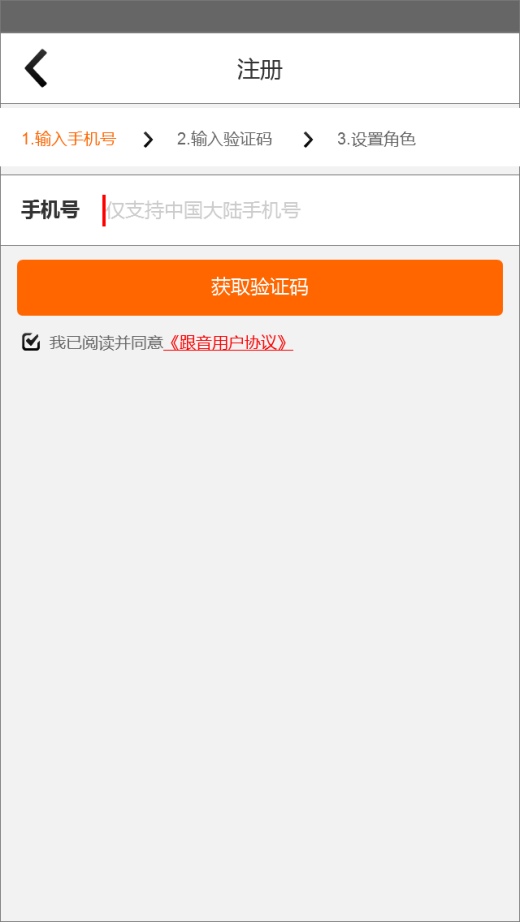 注册
1.输入手机号 2.输入验证码 3.设置角色
手机号 仅支持中国大陆手机号
获取验证码
我已阅读并同意《跟音用户协议》